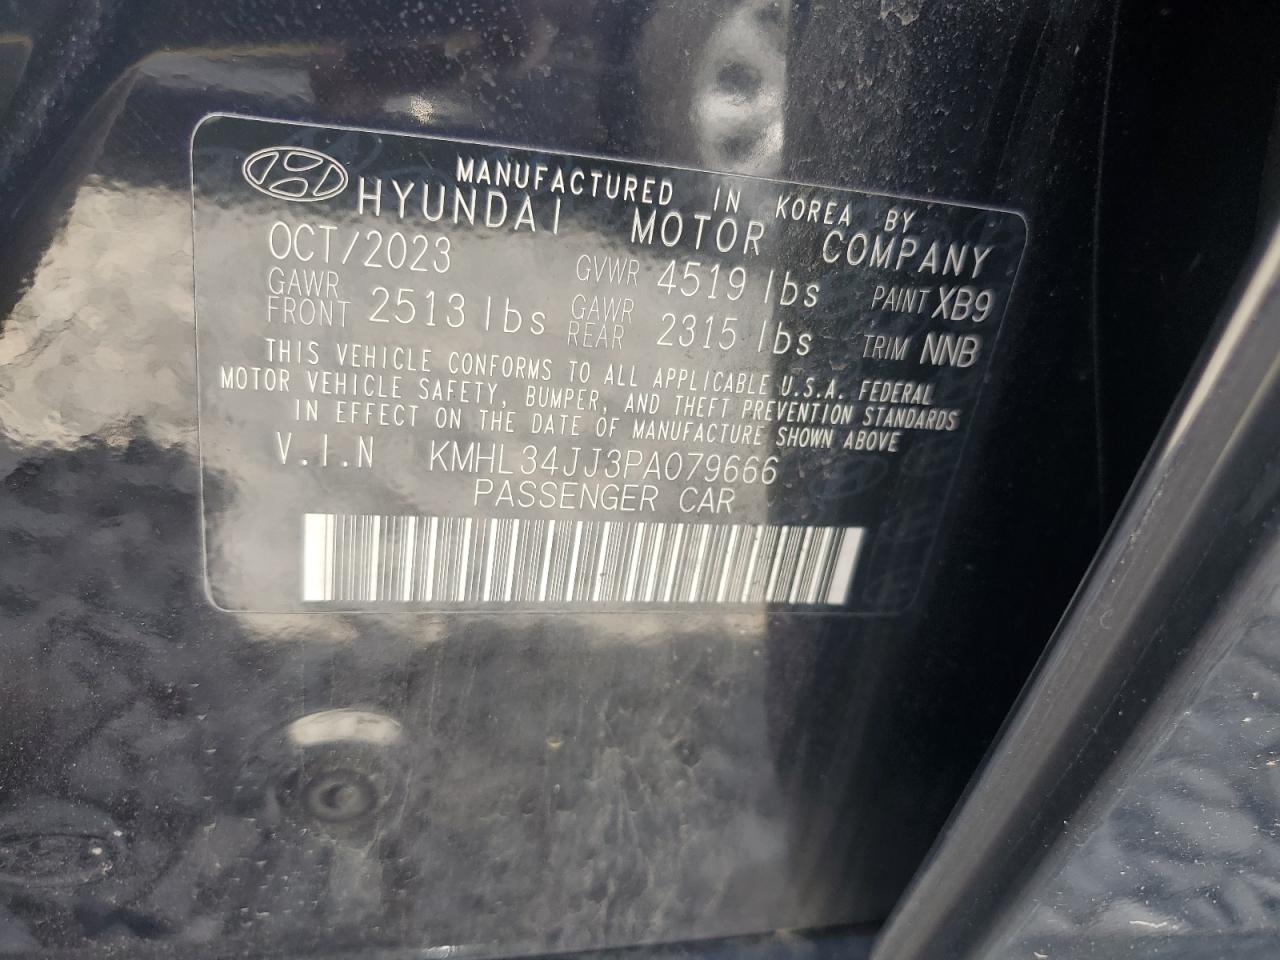 MANUFACTURED IN KOREA BY
HYUNDAI MOTOR COMPANY
OCT/2023 GVWR 4519 lbs PAINT XB9
GAWR FRONT 2513 lbs GAWR REAR 2315 lbs TRIM NNB
THIS VEHICLE CONFORMS TO ALL APPLICABLE U.S.A. FEDERAL
MOTOR VEHICLE SAFETY, BUMPER, AND THEFT PREVENTION STANDARDS
IN EFFECT ON THE DATE OF MANUFACTURE SHOWN ABOVE
V.I.N KMHL34JJ3PA079666
PASSENGER CAR